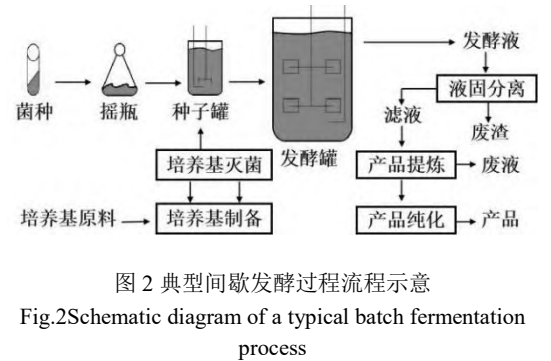 菌种
摇瓶
种子罐
发酵罐
发酵液
液固分离
滤液
废渣
培养基灭菌
产品提炼
废液
培养基原料
培养基制备
产品纯化
产品
图 2 典型间歇发酵过程流程示意
Fig.2Schematic diagram of a typical batch fermentation
process